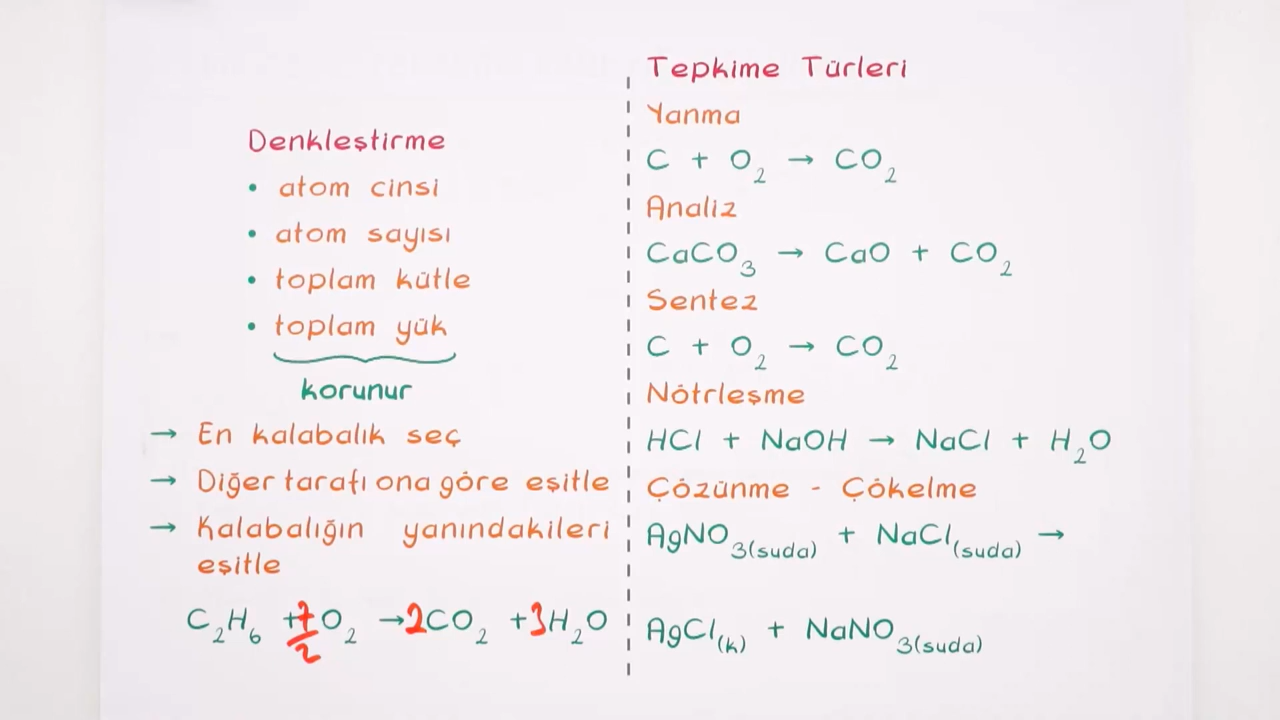 Denkleştirme
• atom cinsi
• atom sayısı
• toplam kütle
• toplam yük
korunur
→ En kalabalık seç
→ Diğer tarafı ona göre eşitle
→ Kalabalığın yanındakileri
eşitle
C₂H₆ + 7/2 O₂ → 2CO₂ + 3H₂O
Tepkime Türleri
Yanma
C + O₂ → CO₂
Analiz
CaCO₃ → CaO + CO₂
Sentez
C + O₂ → CO₂
Nötrleşme
HCl + NaOH → NaCl + H₂O
Çözünme - Çökelme
AgNO₃(suda) + NaCl(suda) →
AgCl(k) + NaNO₃(suda)